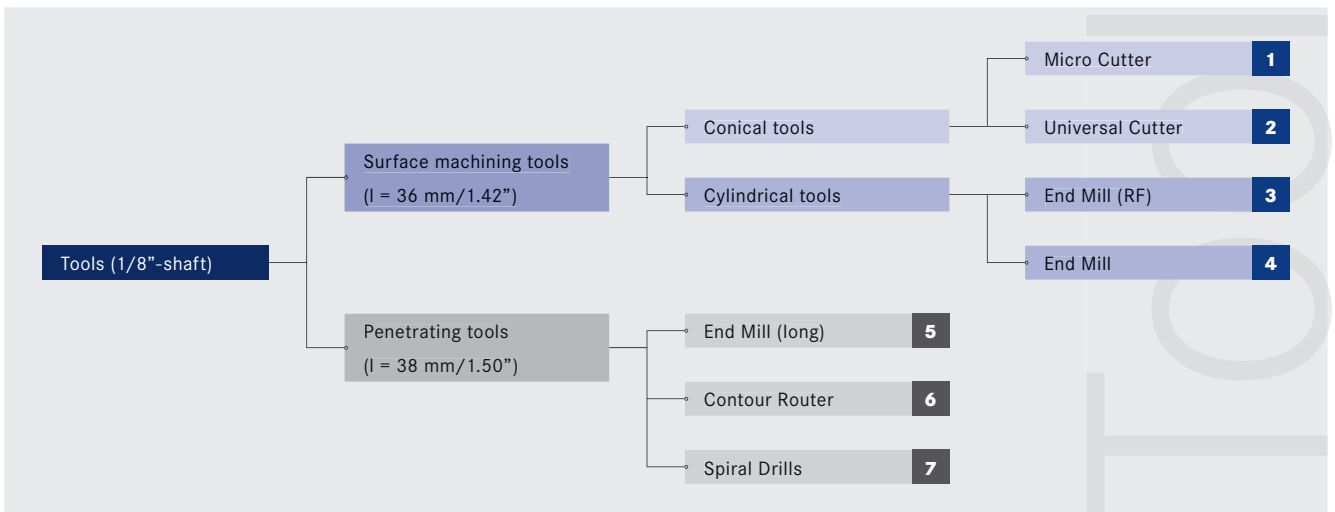 Tools (1/8”-shaft)
Surface machining tools
(l = 36 mm/1.42”)
Penetrating tools
(l = 38 mm/1.50”)
Conical tools
Cylindrical tools
Micro Cutter 1
Universal Cutter 2
End Mill (RF) 3
End Mill 4
End Mill (long) 5
Contour Router 6
Spiral Drills 7
Tool